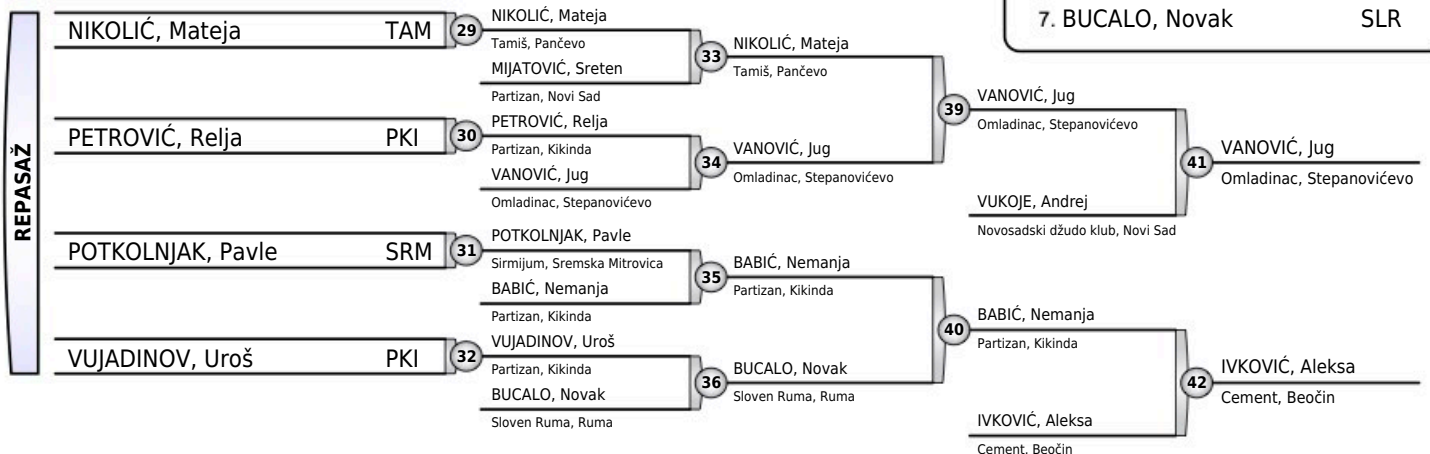 7. BUCALO, Novak SLR
REPASAŽ
NIKOLIĆ, Mateja TAM
29
NIKOLIĆ, Mateja
Tamiš, Pančevo
MIJATOVIĆ, Sreten
Partizan, Novi Sad
33
NIKOLIĆ, Mateja
Tamiš, Pančevo
PETROVIĆ, Relja PKI
30
PETROVIĆ, Relja
Partizan, Kikinda
VANOVIĆ, Jug
Omladinac, Stepanovićevo
34
VANOVIĆ, Jug
Omladinac, Stepanovićevo
39
VANOVIĆ, Jug
Omladinac, Stepanovićevo
VUKOJE, Andrej
Novosadski džudo klub, Novi Sad
41
VANOVIĆ, Jug
Omladinac, Stepanovićevo
POTKOLNJAK, Pavle SRM
31
POTKOLNJAK, Pavle
Sirmijum, Sremska Mitrovica
BABIĆ, Nemanja
Partizan, Kikinda
35
BABIĆ, Nemanja
Partizan, Kikinda
VUJADINOV, Uroš PKI
32
VUJADINOV, Uroš
Partizan, Kikinda
BUCALO, Novak
Sloven Ruma, Ruma
36
BUCALO, Novak
Sloven Ruma, Ruma
40
BABIĆ, Nemanja
Partizan, Kikinda
IVKOVIĆ, Aleksa
Cement, Beočin
42
IVKOVIĆ, Aleksa
Cement, Beočin